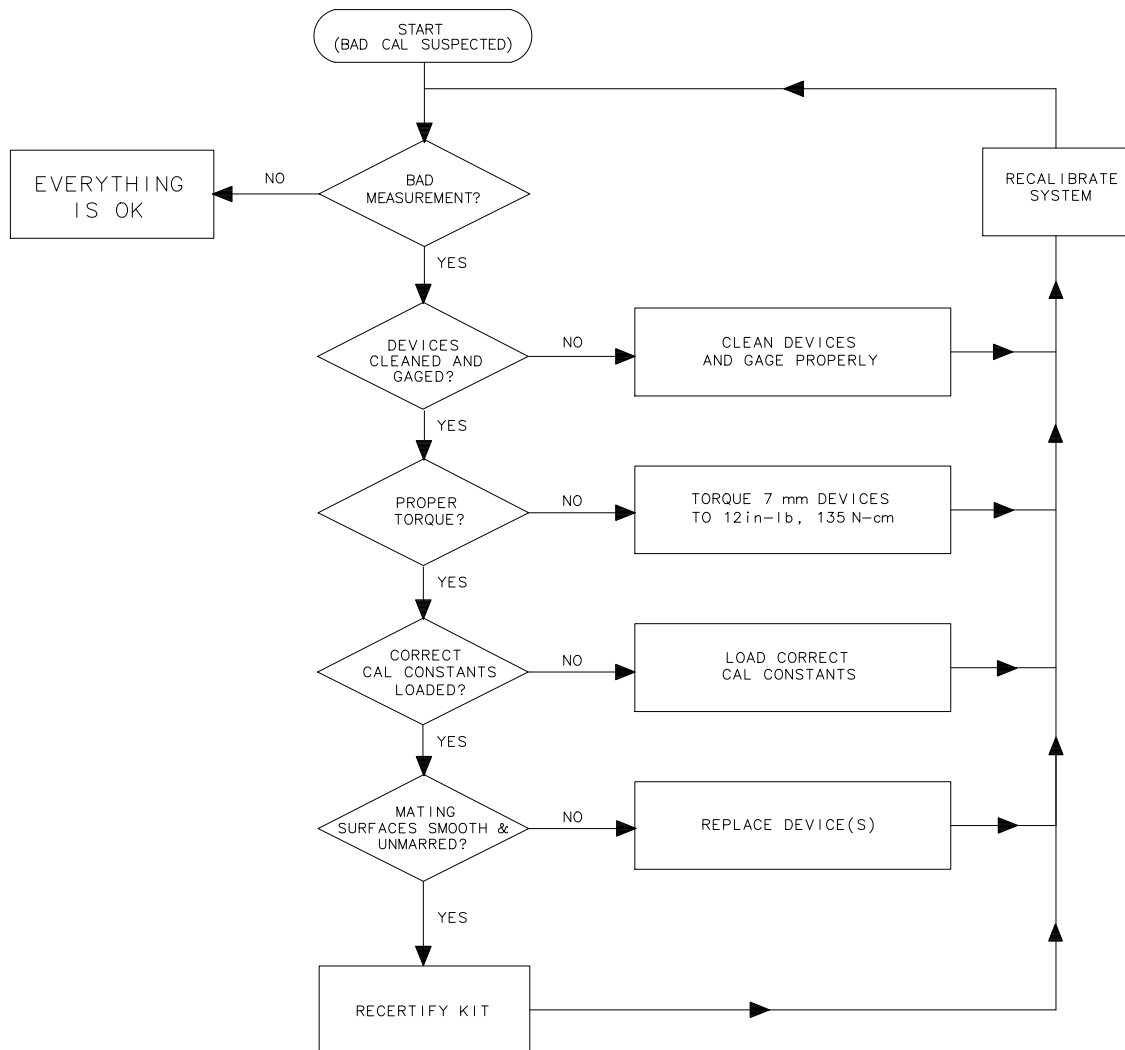 START
(BAD CAL SUSPECTED)
BAD
MEASUREMENT?
NO
EVERYTHING
IS OK
RECALIBRATE
SYSTEM
YES
DEVICES
CLEANED AND
GAGED?
NO
CLEAN DEVICES
AND GAGE PROPERLY
YES
PROPER
TORQUE?
NO
TORQUE 7 mm DEVICES
TO 12in-lb, 135 N-cm
YES
CORRECT
CAL CONSTANTS
LOADED?
NO
LOAD CORRECT
CAL CONSTANTS
YES
MATING
SURFACES SMOOTH &
UNMARRED?
NO
REPLACE DEVICE(S)
YES
RECERTIFY KIT